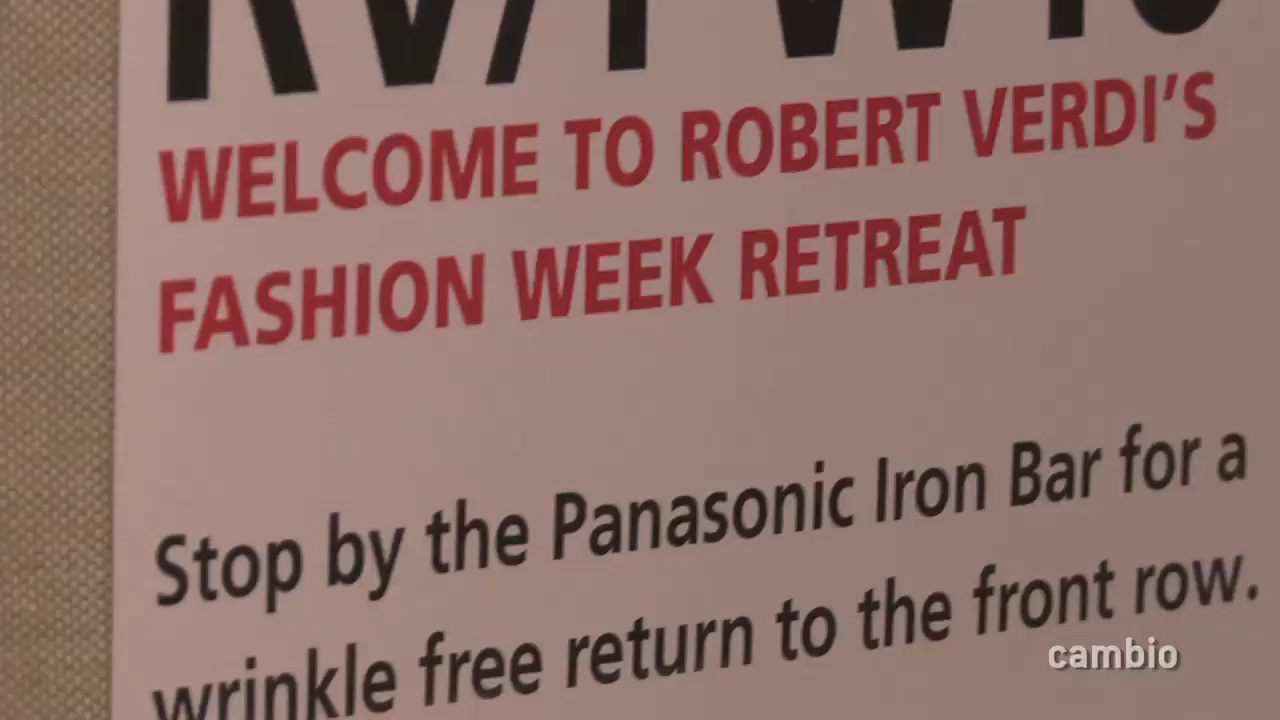 WELCOME TO ROBERT VERDI'S
FASHION WEEK RETREAT
Stop by the Panasonic Iron Bar for a
wrinkle free return to the front row.
cambio